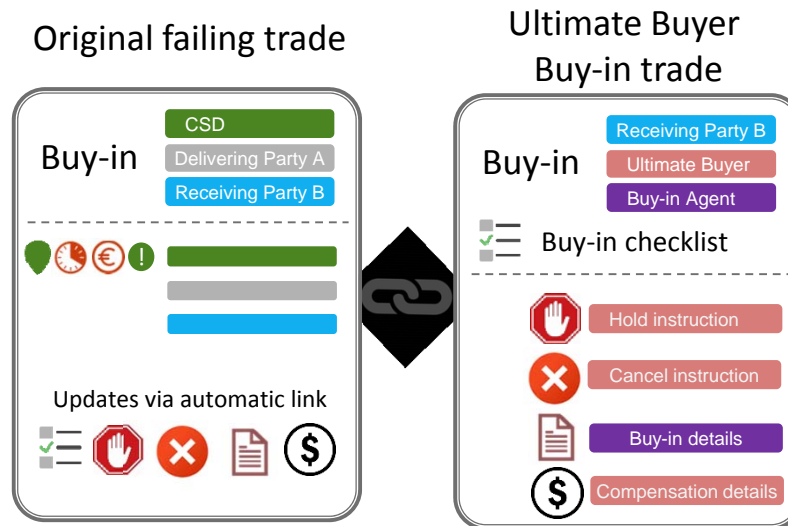 Original failing trade
Ultimate Buyer
Buy-in trade
Buy-in
CSD
Delivering Party A
Receiving Party B
Updates via automatic link
Buy-in
Receiving Party B
Ultimate Buyer
Buy-in Agent
Buy-in checklist
Hold instruction
Cancel instruction
Buy-in details
Compensation details